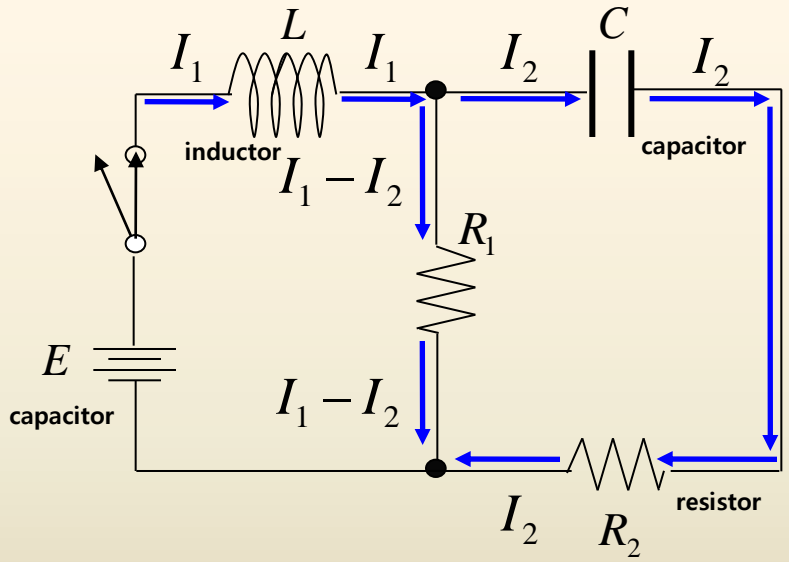 L
C
I₁
I₁
I₂
I₂
inductor
capacitor
I₁ − I₂
R₁
E
capacitor
I₁ − I₂
resistor
I₂
R₂